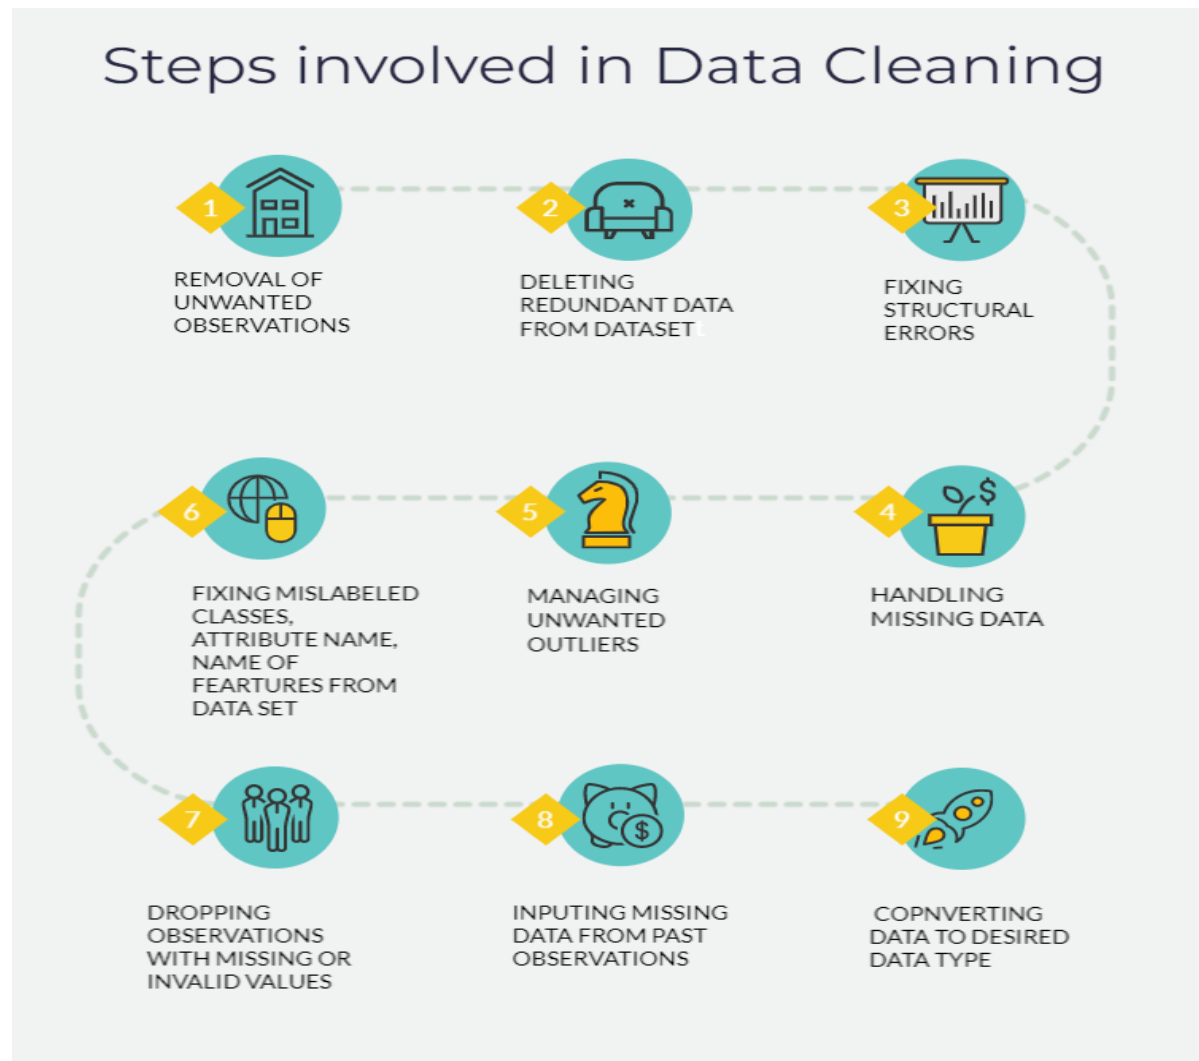 Steps involved in Data Cleaning
1
REMOVAL OF
UNWANTED
OBSERVATIONS
2
DELETING
REDUNDANT DATA
FROM DATASETt
3
FIXING
STRUCTURAL
ERRORS
4
$
HANDLING
MISSING DATA
5
MANAGING
UNWANTED
OUTLIERS
6
FIXING MISLABELED
CLASSES,
ATTRIBUTE NAME,
NAME OF
FEARTURES FROM
DATA SET
7
DROPPING
OBSERVATIONS
WITH MISSING OR
INVALID VALUES
8
$
INPUTING MISSING
DATA FROM PAST
OBSERVATIONS
9
COPNVERTING
DATA TO DESIRED
DATA TYPE